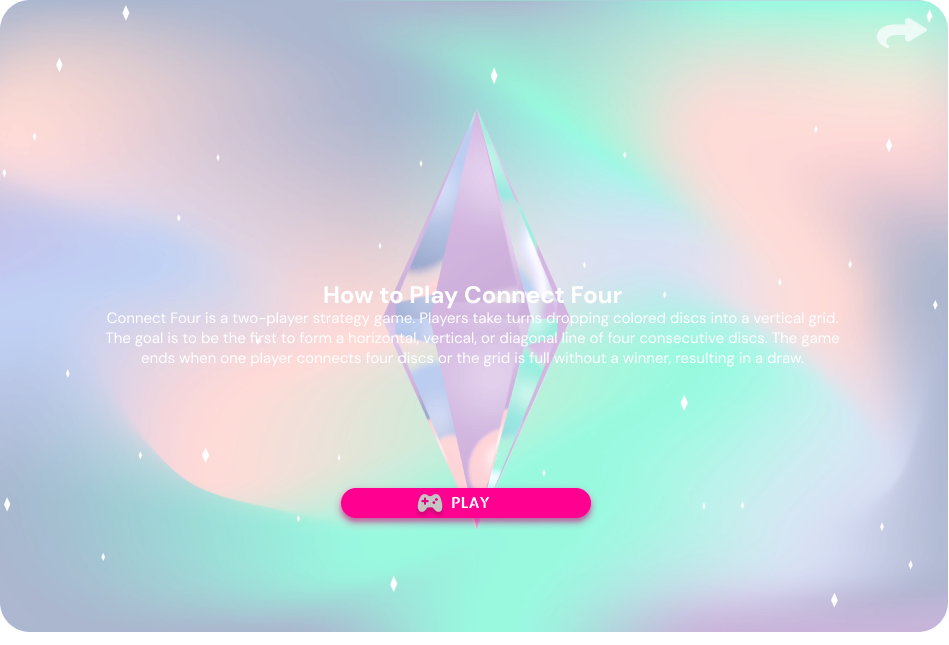 How to Play Connect Four
Connect Four is a two-player strategy game. Players take turns dropping colored discs into a vertical grid.
The goal is to be the first to form a horizontal, vertical, or diagonal line of four consecutive discs. The game
ends when one player connects four discs or the grid is full without a winner, resulting in a draw.
PLAY